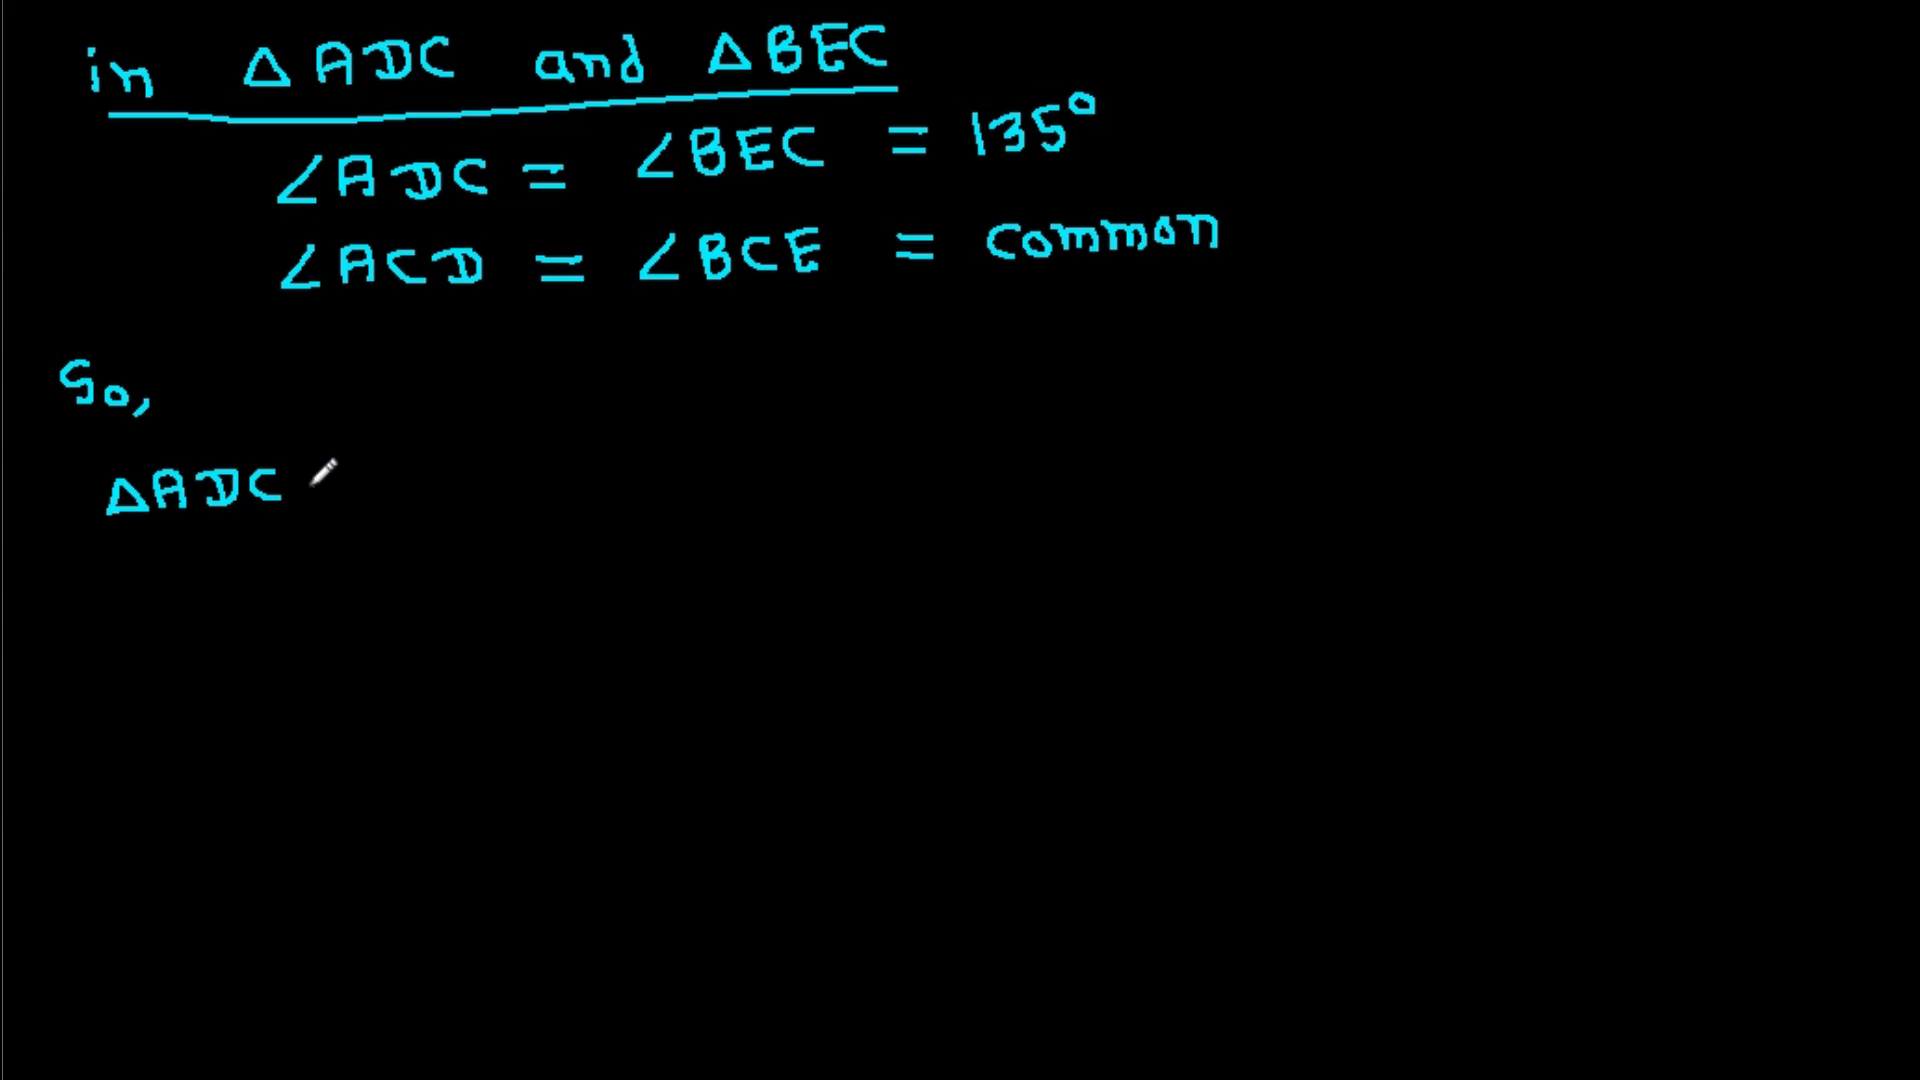 in △ ADC and △BEC
∠ADC = ∠BEC = 135°
∠ACD = ∠BCE = common
So,
△ADC